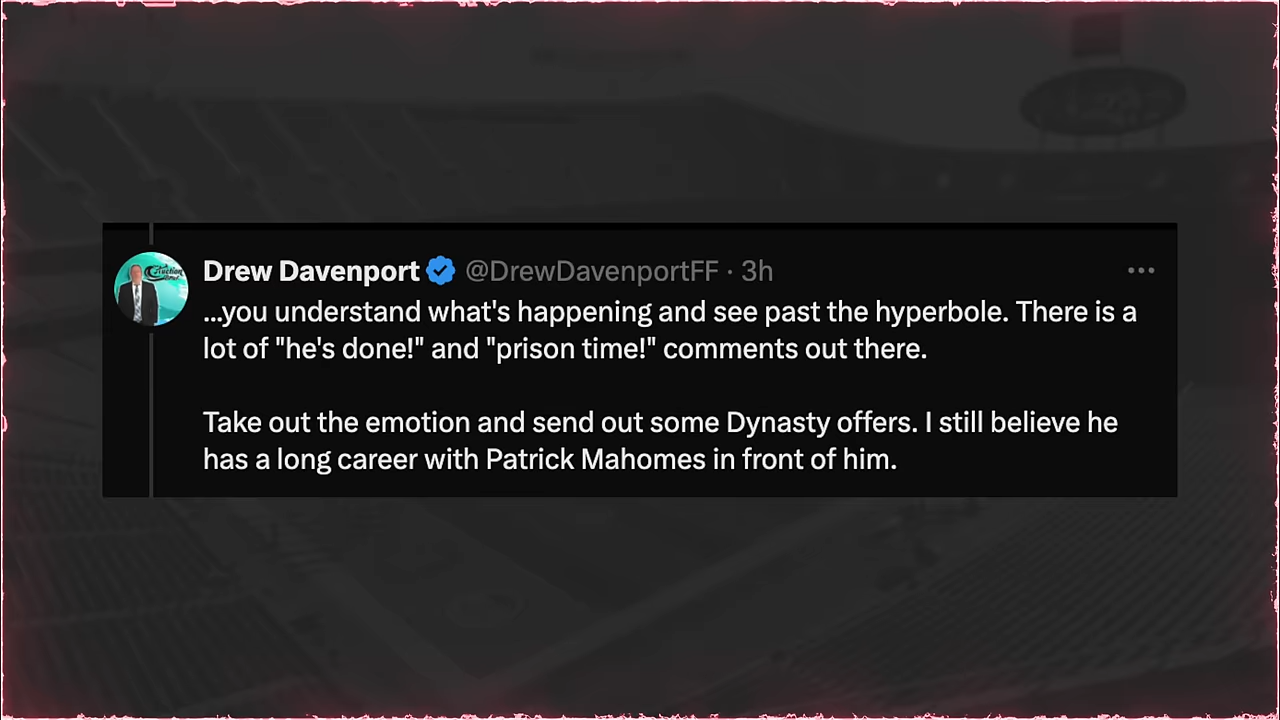 Drew Davenport @DrewDavenportFF · 3h
...you understand what's happening and see past the hyperbole. There is a
lot of "he's done!" and "prison time!" comments out there.
Take out the emotion and send out some Dynasty offers. I still believe he
has a long career with Patrick Mahomes in front of him.